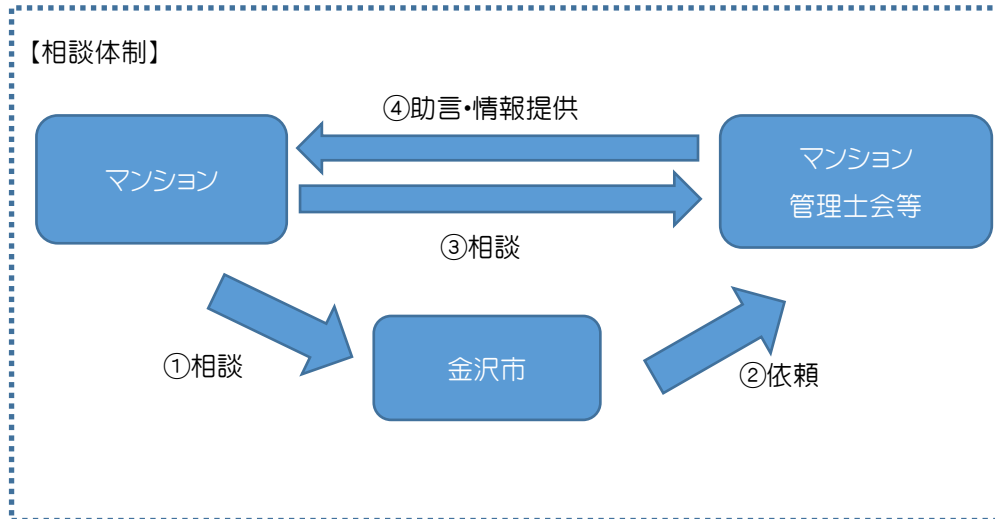 【相談体制】
④助言・情報提供
マンション
マンション
管理士会等
③相談
①相談
金沢市
②依頼